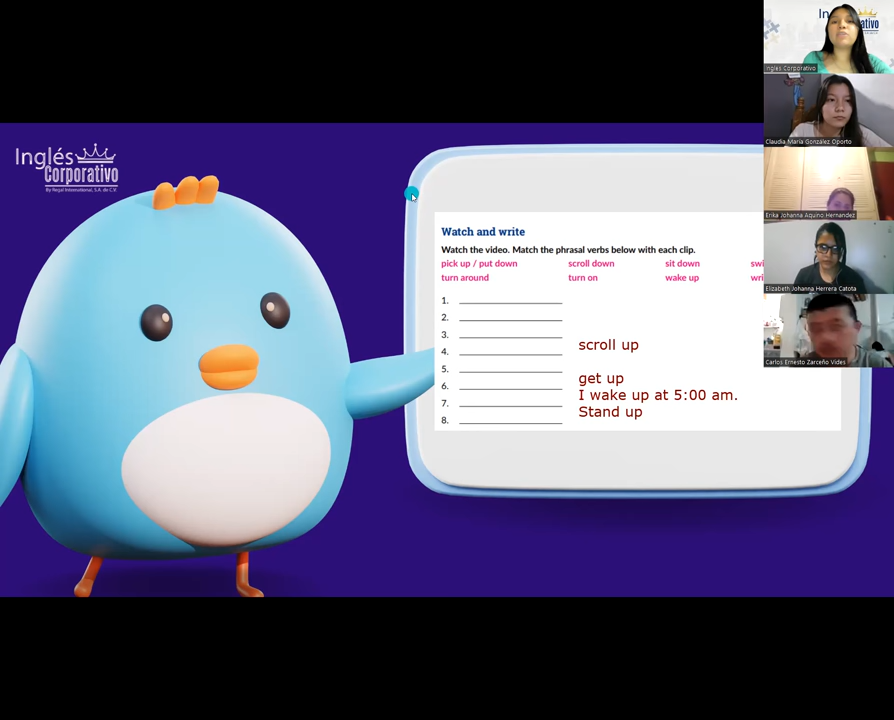 Inglés
Corporativo
By Regal International, S.A. de C.V.
Watch and write
Watch the video. Match the phrasal verbs below with each clip.
pick up / put down scroll down sit down
turn around turn on wake up
1.
2.
3.
4.
5.
6.
7.
8.
scroll up
get up
I wake up at 5:00 am.
Stand up
Inglés Corporativo
Claudia María González Oporto
Erika Johanna Aquino Hernandez
Elizabeth Johanna Herrera Catota
Carlos Ernesto Zarceño Vides